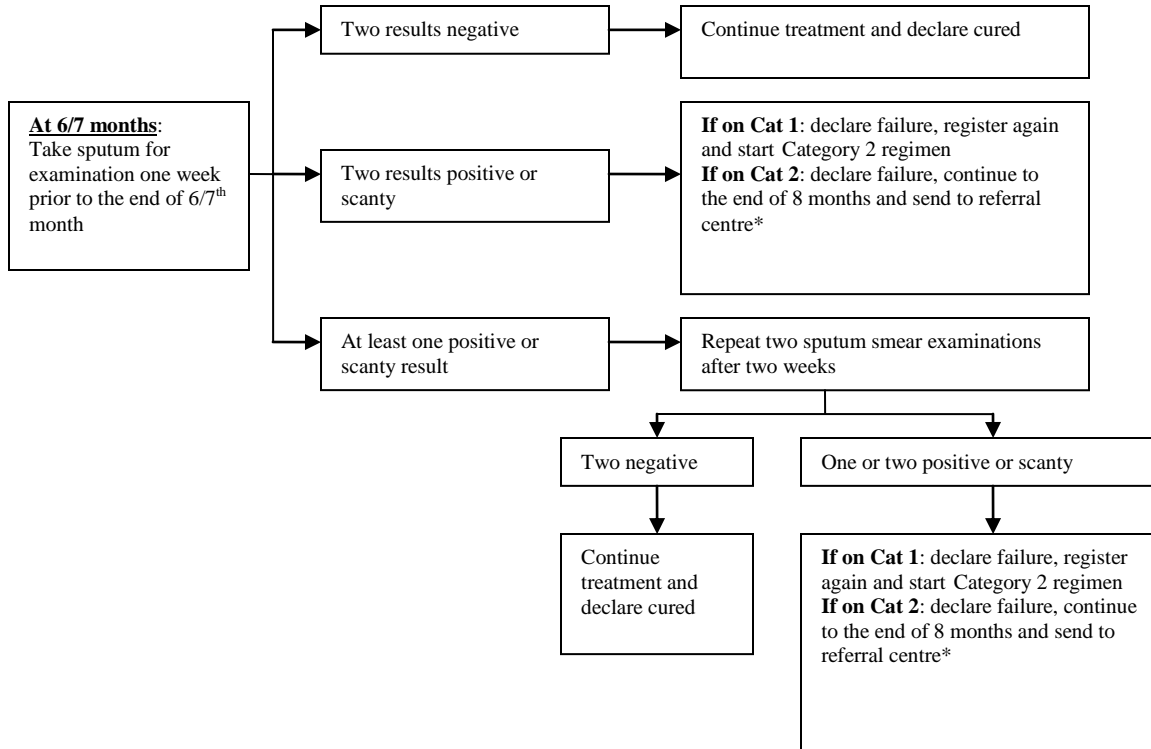 Two results negative
Continue treatment and declare cured
At 6/7 months:
Take sputum for
examination one week
prior to the end of 6/7th
month
Two results positive or
scanty
If on Cat 1: declare failure, register again
and start Category 2 regimen
If on Cat 2: declare failure, continue to
the end of 8 months and send to referral
centre*
At least one positive or
scanty result
Repeat two sputum smear examinations
after two weeks
Two negative
One or two positive or scanty
Continue
treatment and
declare cured
If on Cat 1: declare failure, register
again and start Category 2 regimen
If on Cat 2: declare failure, continue
to the end of 8 months and send to
referral centre*